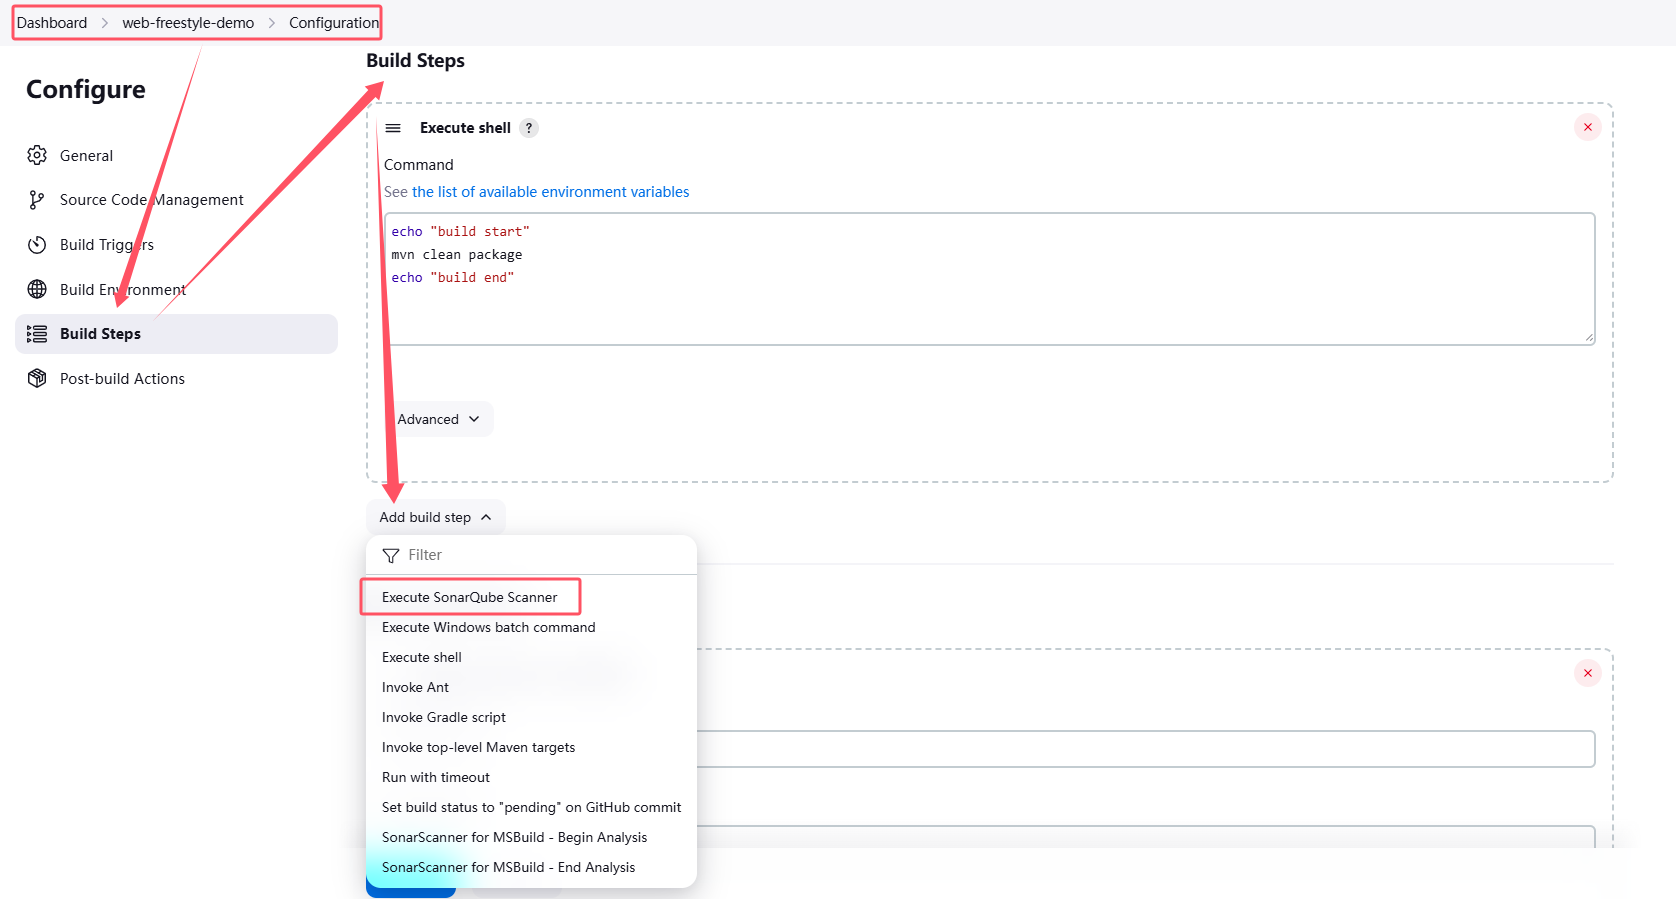 Dashboard > web-freestyle-demo > Configuration
Configure
General
Source Code Management
Build Triggers
Build Environment
Build Steps
Post-build Actions
Build Steps
Execute shell ?
Command
See the list of available environment variables
echo "build start"
mvn clean package
echo "build end"
Advanced
Add build step
Filter
Execute SonarQube Scanner
Execute Windows batch command
Execute shell
Invoke Ant
Invoke Gradle script
Invoke top-level Maven targets
Run with timeout
Set build status to "pending" on GitHub commit
SonarScanner for MSBuild - Begin Analysis
SonarScanner for MSBuild - End Analysis